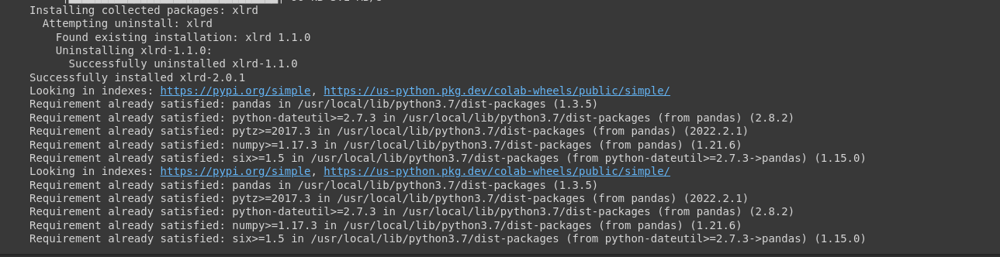 Installing collected packages: xlrd
Attempting uninstall: xlrd
Found existing installation: xlrd 1.1.0
Uninstalling xlrd-1.1.0:
Successfully uninstalled xlrd-1.1.0
Successfully installed xlrd-2.0.1
Looking in indexes: https://pypi.org/simple, https://us-python.pkg.dev/colab-wheels/public/simple/
Requirement already satisfied: pandas in /usr/local/lib/python3.7/dist-packages (1.3.5)
Requirement already satisfied: python-dateutil>=2.7.3 in /usr/local/lib/python3.7/dist-packages (from pandas) (2.8.2)
Requirement already satisfied: pytz>=2017.3 in /usr/local/lib/python3.7/dist-packages (from pandas) (2022.2.1)
Requirement already satisfied: numpy>=1.17.3 in /usr/local/lib/python3.7/dist-packages (from pandas) (1.21.6)
Requirement already satisfied: six>=1.5 in /usr/local/lib/python3.7/dist-packages (from python-dateutil>=2.7.3->pandas) (1.15.0)
Looking in indexes: https://pypi.org/simple, https://us-python.pkg.dev/colab-wheels/public/simple/
Requirement already satisfied: pandas in /usr/local/lib/python3.7/dist-packages (1.3.5)
Requirement already satisfied: pytz>=2017.3 in /usr/local/lib/python3.7/dist-packages (from pandas) (2022.2.1)
Requirement already satisfied: python-dateutil>=2.7.3 in /usr/local/lib/python3.7/dist-packages (from pandas) (2.8.2)
Requirement already satisfied: numpy>=1.17.3 in /usr/local/lib/python3.7/dist-packages (from pandas) (1.21.6)
Requirement already satisfied: six>=1.5 in /usr/local/lib/python3.7/dist-packages (from python-dateutil>=2.7.3->pandas) (1.15.0)